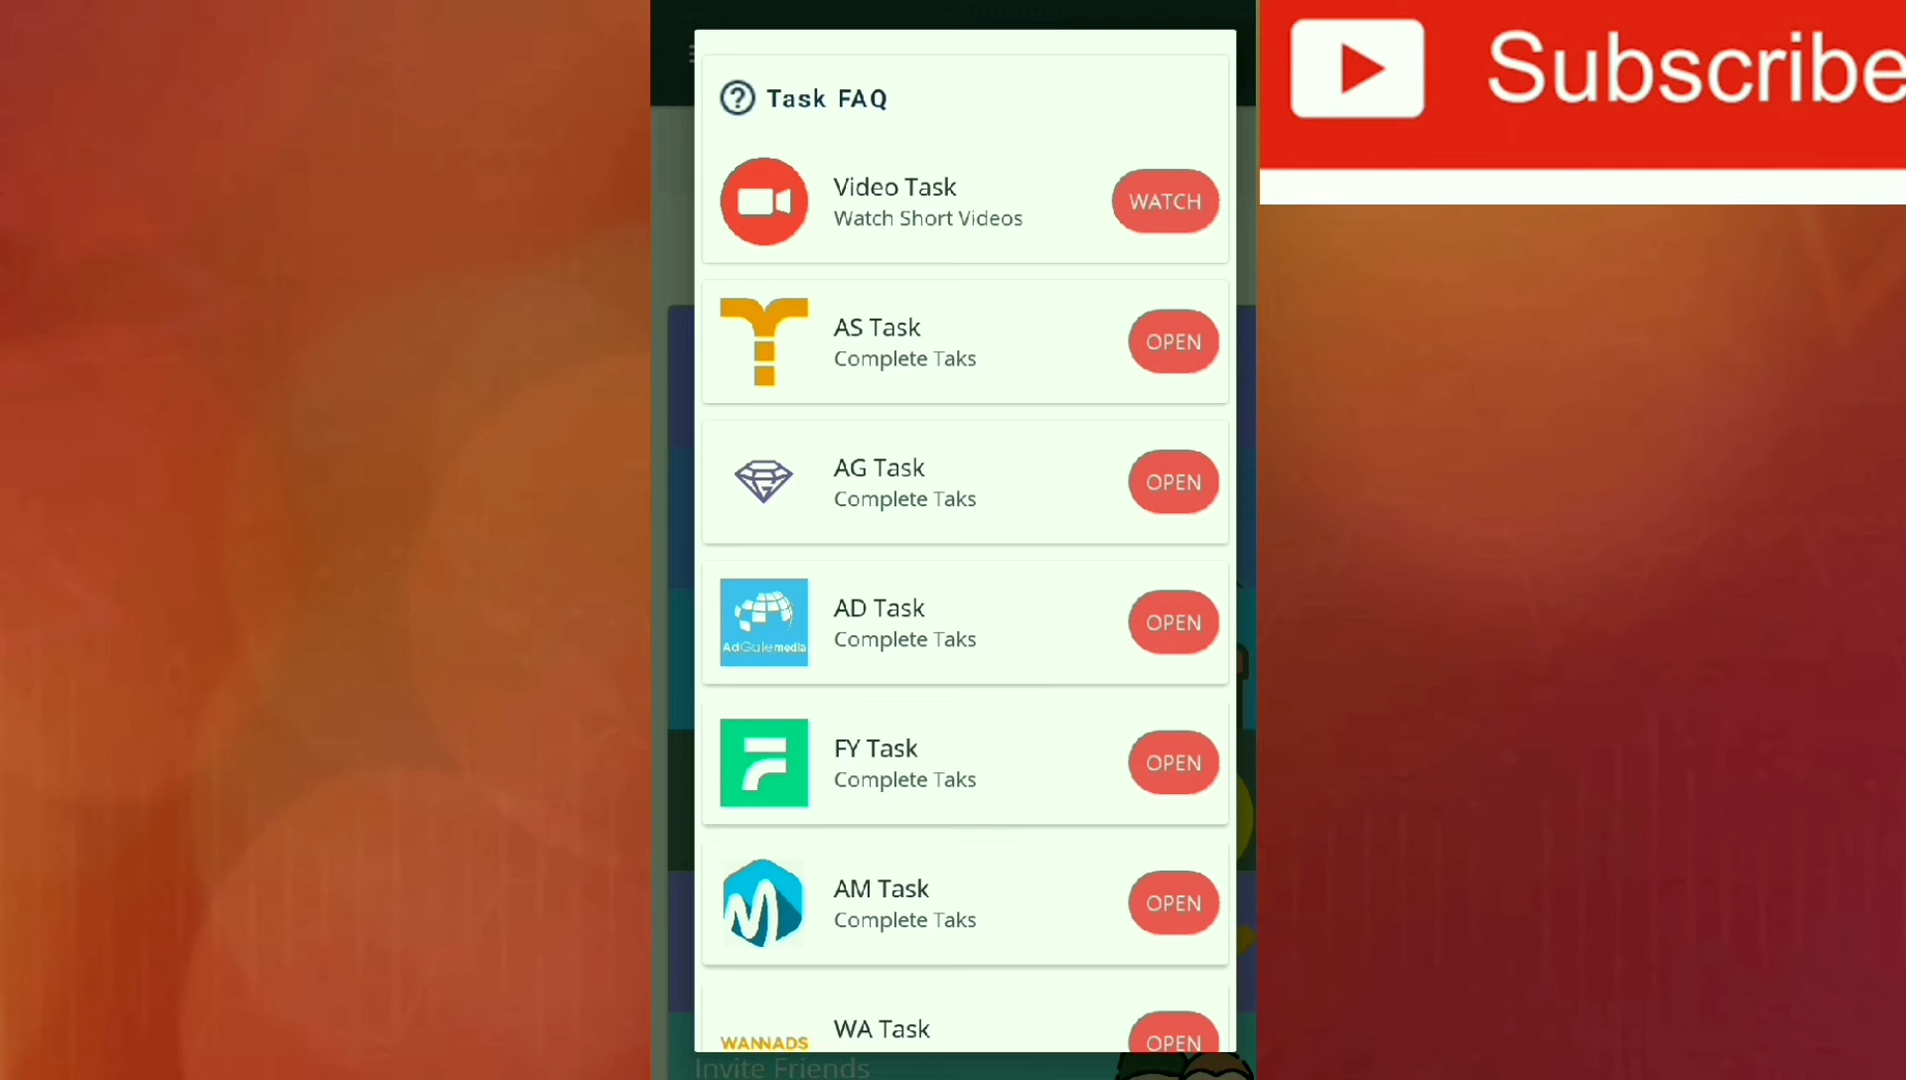 Subscribe
Task FAQ
Video Task
Watch Short Videos
WATCH
AS Task
Complete Taks
OPEN
AG Task
Complete Taks
OPEN
AD Task
Complete Taks
OPEN
AdGatemedia
FY Task
Complete Taks
OPEN
AM Task
Complete Taks
OPEN
WA Task
WANNADS
OPEN
Invite Friends